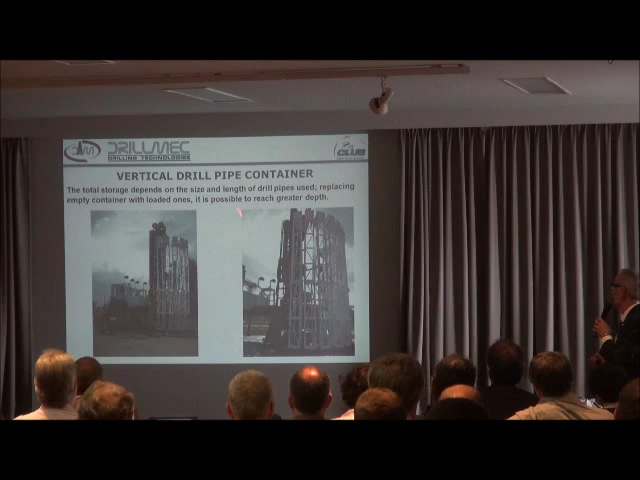 DRILLMEC
DRILLING TECHNOLOGIES
CLUB
VERTICAL DRILL PIPE CONTAINER
The total storage depends on the size and length of drill pipes used; replacing
empty container with loaded ones, it is possible to reach greater depth.